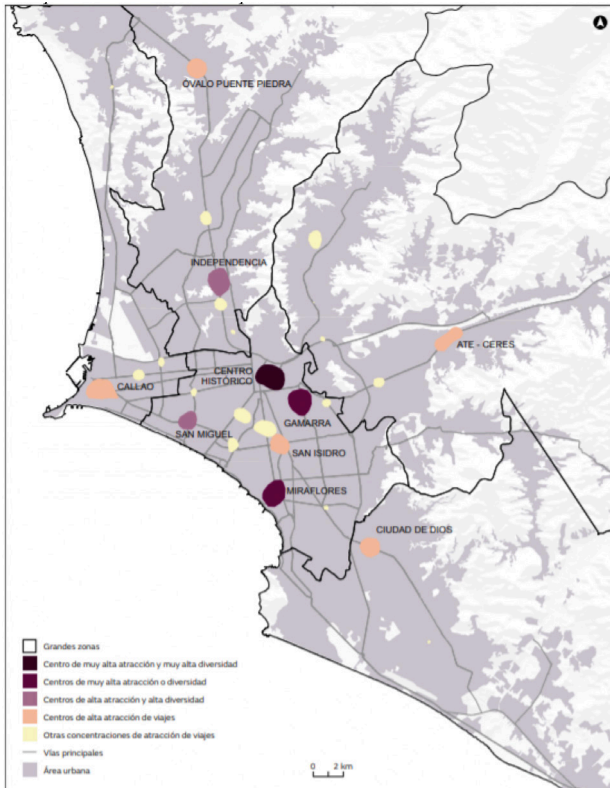 OVALO PUENTE PIEDRA
INDEPENDENCIA
ATE - CERES
CENTRO
HISTÓRICO
CALLAO
GAMARRA
SAN MIGUEL
SAN ISIDRO
MIRAFLORES
CIUDAD DE DIOS
Grandes zonas
Centro de muy alta atracción y muy alta diversidad
Centros de muy alta atracción o diversidad
Centros de alta atracción y alta diversidad
Centros de alta atracción de viajes
Otras concentraciones de atracción de viajes
Vías principales
Área urbana
0 2 km